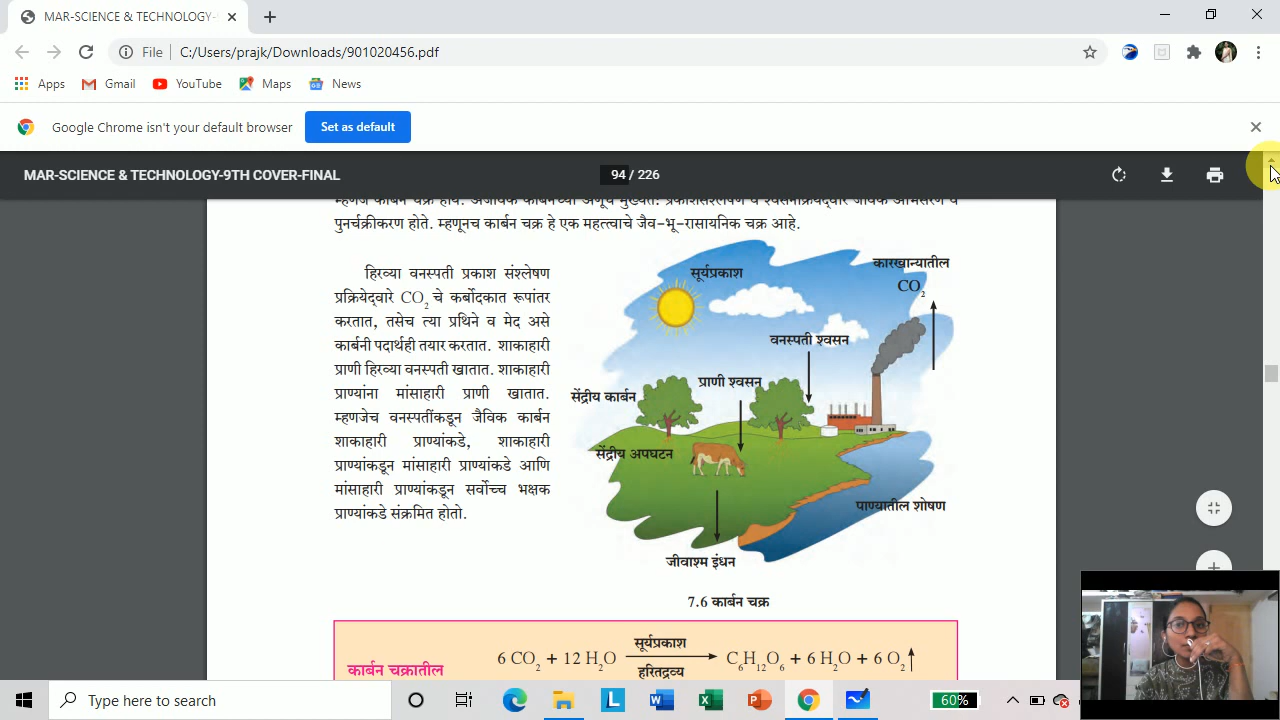 MAR-SCIENCE & TECHNOLOGY-
File C:/Users/prajk/Downloads/901020456.pdf
Apps Gmail YouTube Maps News
Google Chrome isn't your default browser Set as default
MAR-SCIENCE & TECHNOLOGY-9TH COVER-FINAL 94 / 226
पुनर्चक्रीकरण होते. म्हणूनच कार्बन चक्र हे एक महत्त्वाचे जैव-भू-रासायनिक चक्र आहे.
हिरव्या वनस्पती प्रकाश संश्लेषण
प्रक्रियेद्वारे CO₂ चे कर्बोदकात रूपांतर
करतात, तसेच त्या प्रथिने व मेद असे
कार्बनी पदार्थही तयार करतात. शाकाहारी
प्राणी हिरव्या वनस्पती खातात. शाकाहारी
प्राण्यांना मांसाहारी प्राणी खातात.
म्हणजेच वनस्पतींकडून जैविक कार्बन
शाकाहारी प्राण्यांकडे, शाकाहारी
प्राण्यांकडून मांसाहारी प्राण्यांकडे आणि
मांसाहारी प्राण्यांकडून सर्वोच्च भक्षक
प्राण्यांकडे संक्रमित होतो.
सूर्यप्रकाश
कारखान्यातील
CO₂
वनस्पती श्वसन
प्राणी श्वसन
सेंद्रीय कार्बन
सेंद्रीय अपघटन
पाण्यातील शोषण
जीवाश्म इंधन
7.6 कार्बन चक्र
कार्बन चक्रातील
सूर्यप्रकाश
6 CO₂ + 12 H₂O → C₆H₁₂O₆ + 6 H₂O + 6 O₂↑
हरितद्रव्य
Type here to search
60%